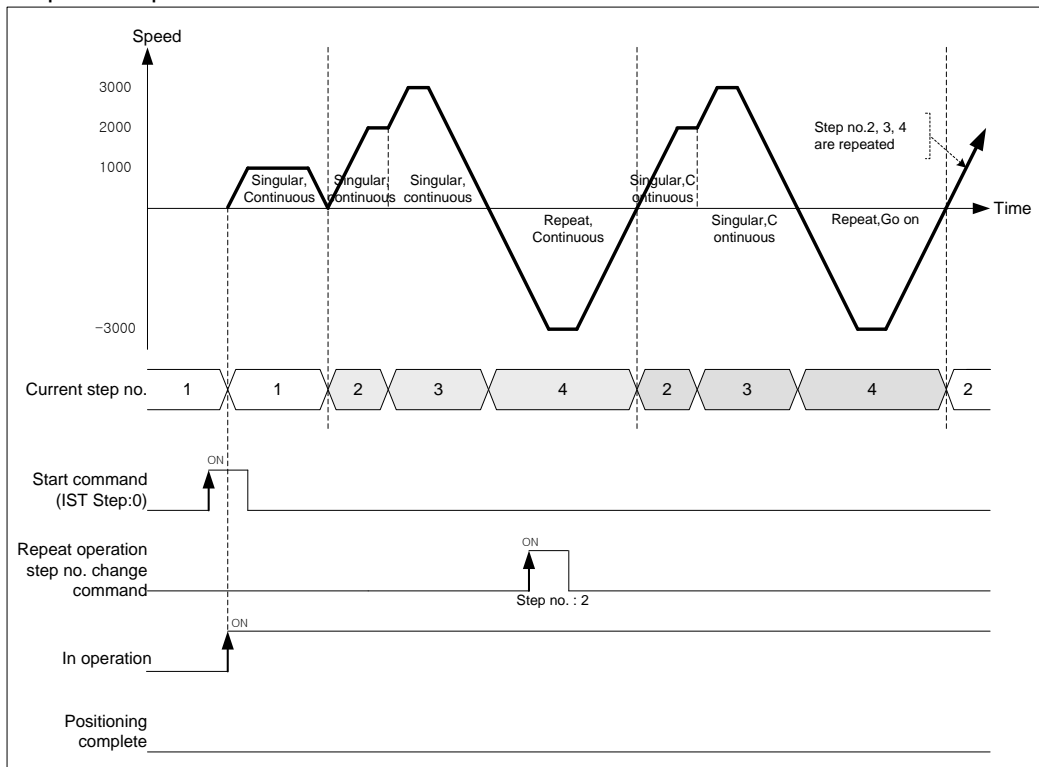 Speed
3000
2000
1000
-3000
Singular,
Continuous
Singular,
continuous
Singular,
continuous
Repeat,
Continuous
Singular,C
ontinuous
Singular,C
ontinuous
Repeat,Go on
Step no.2, 3, 4
are repeated
Time
Current step no.
1
1
2
3
4
2
3
4
2
Start command
(IST Step:0)
ON
Repeat operation
step no. change
command
ON
Step no. : 2
In operation
ON
Positioning
complete